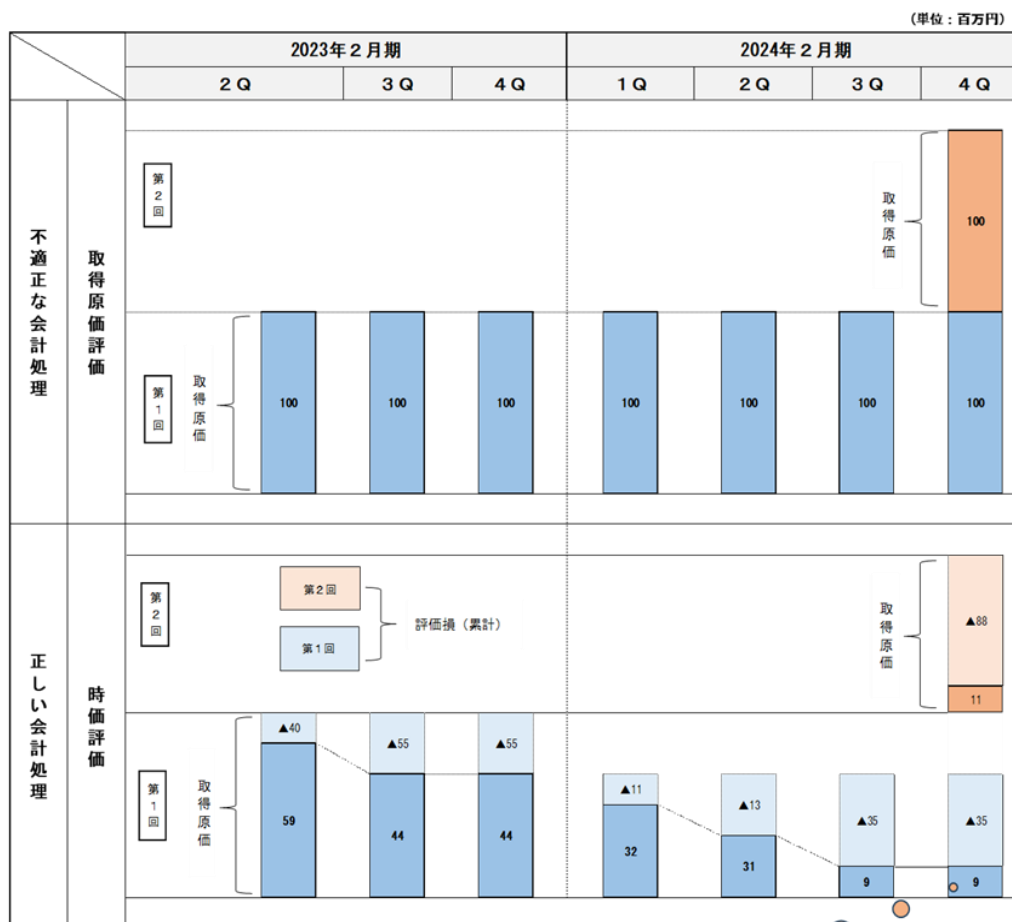 （単位：百万円）
2023年２月期
2024年２月期
２Ｑ
３Ｑ
４Ｑ
１Ｑ
２Ｑ
３Ｑ
４Ｑ
不適正な会計処理
取得原価評価
第２回
取得原価
100
第１回
取得原価
100
100
100
100
100
100
100
正しい会計処理
時価評価
第２回
第２回
第１回
評価損（累計）
取得原価
▲88
11
第１回
取得原価
▲40
▲55
▲55
▲11
▲13
▲35
▲35
59
44
44
32
31
9
9